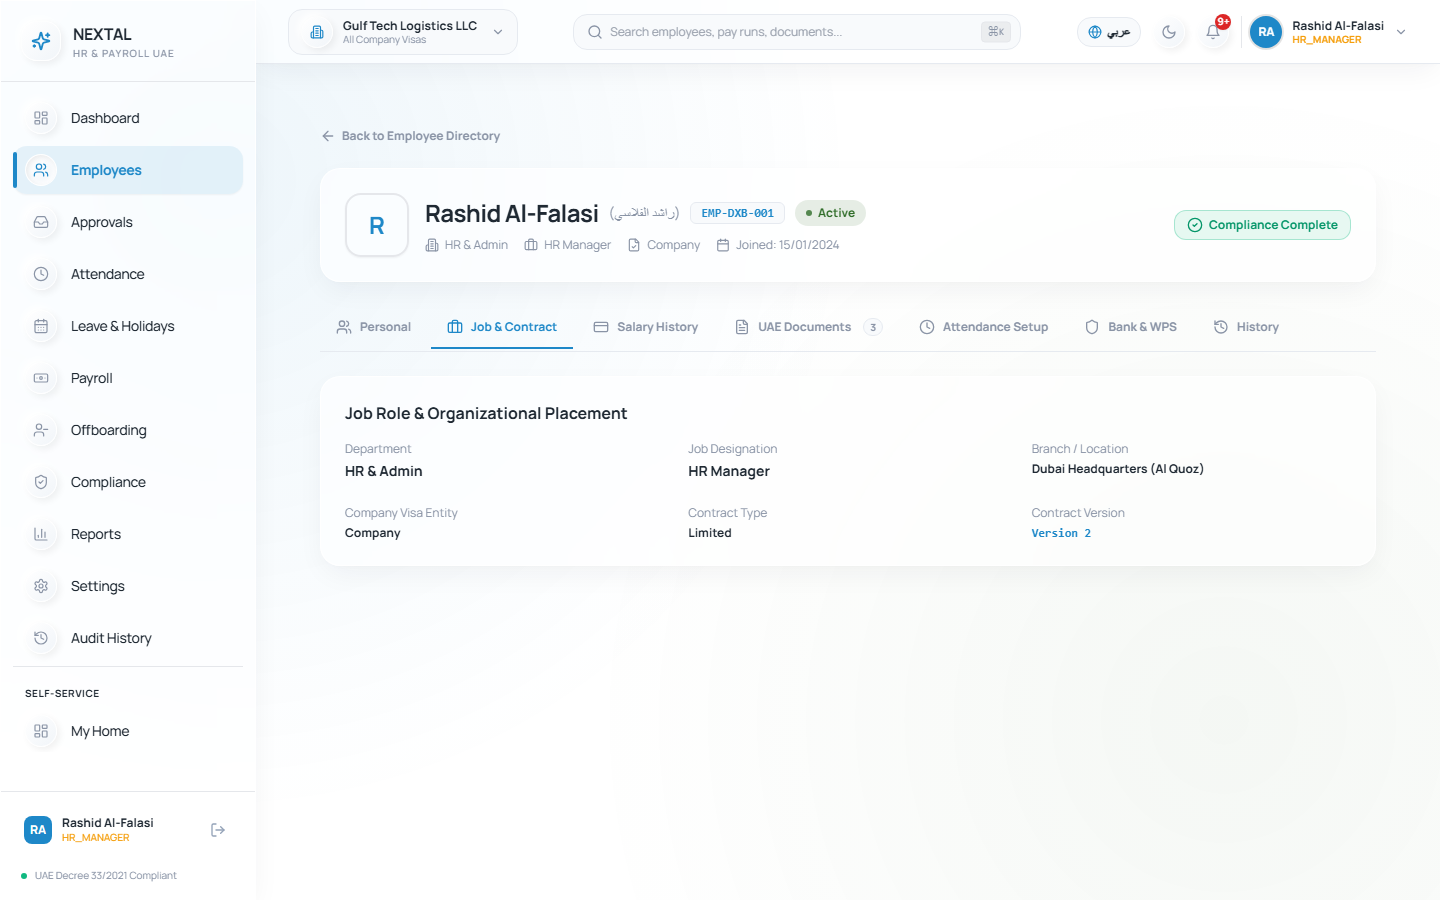 NEXTAL
HR & PAYROLL UAE
Gulf Tech Logistics LLC
All Company Visas
Search employees, pay runs, documents...
⌘K
عربي
9+
RA
Rashid Al-Falasi
HR_MANAGER
Dashboard
Employees
Approvals
Attendance
Leave & Holidays
Payroll
Offboarding
Compliance
Reports
Settings
Audit History
SELF-SERVICE
My Home
RA
Rashid Al-Falasi
HR_MANAGER
UAE Decree 33/2021 Compliant
Back to Employee Directory
R
Rashid Al-Falasi (راشد الفلاسي) EMP-DXB-001 Active
HR & Admin HR Manager Company Joined: 15/01/2024
Compliance Complete
Personal Job & Contract Salary History UAE Documents 3 Attendance Setup Bank & WPS History
Job Role & Organizational Placement
Department Job Designation Branch / Location
HR & Admin HR Manager Dubai Headquarters (Al Quoz)
Company Visa Entity Contract Type Contract Version
Company Limited Version 2